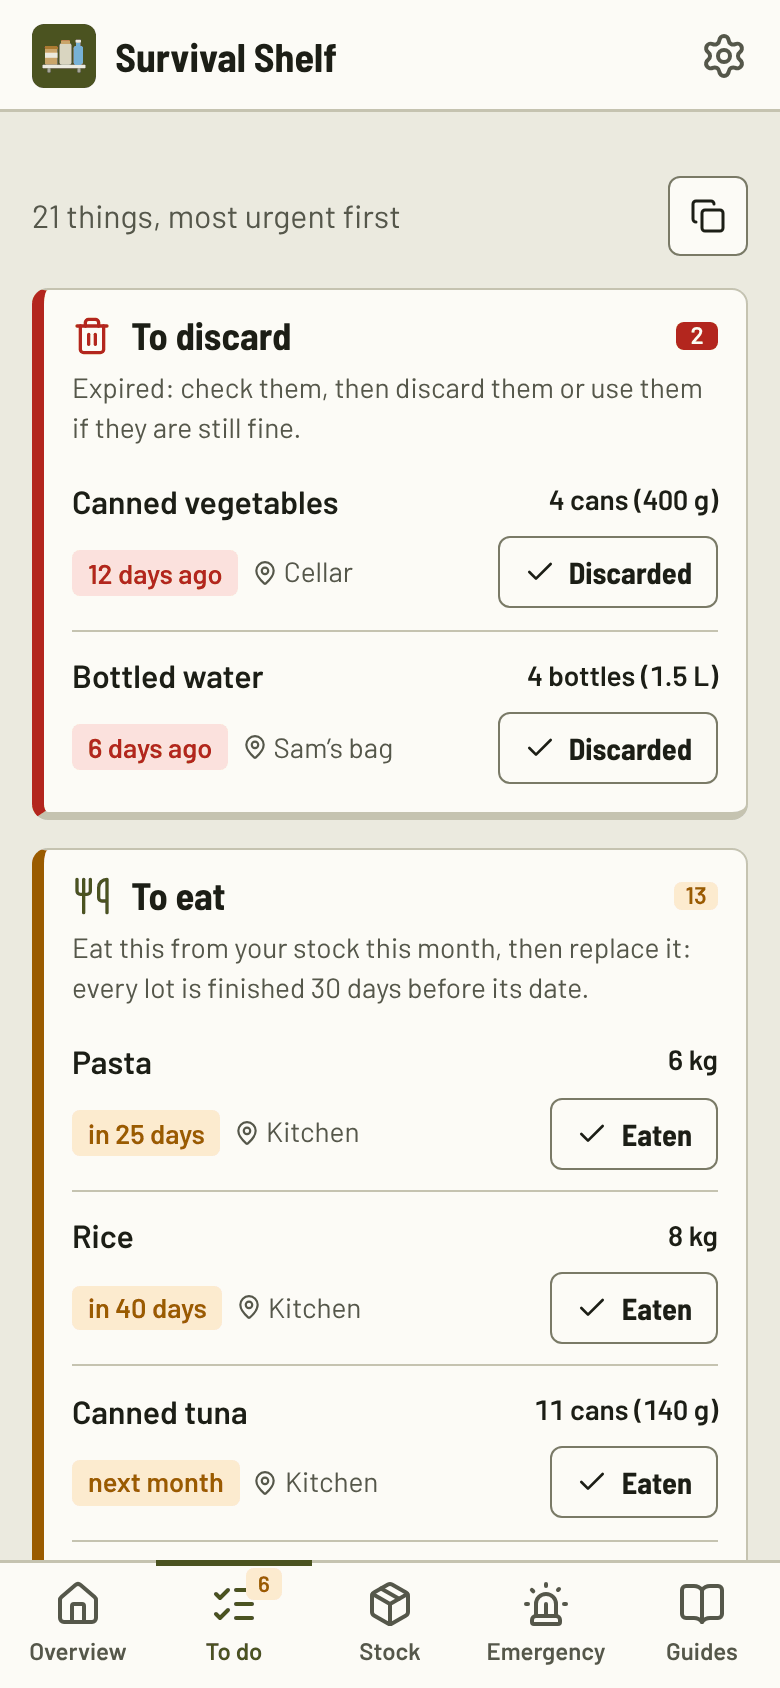 Survival Shelf
21 things, most urgent first
To discard
2
Expired: check them, then discard them or use them
if they are still fine.
Canned vegetables
4 cans (400 g)
12 days ago
Cellar
Discarded
Bottled water
4 bottles (1.5 L)
6 days ago
Sam’s bag
Discarded
To eat
13
Eat this from your stock this month, then replace it:
every lot is finished 30 days before its date.
Pasta
6 kg
in 25 days
Kitchen
Eaten
Rice
8 kg
in 40 days
Kitchen
Eaten
Canned tuna
11 cans (140 g)
next month
Kitchen
Eaten
6
Overview
To do
Stock
Emergency
Guides